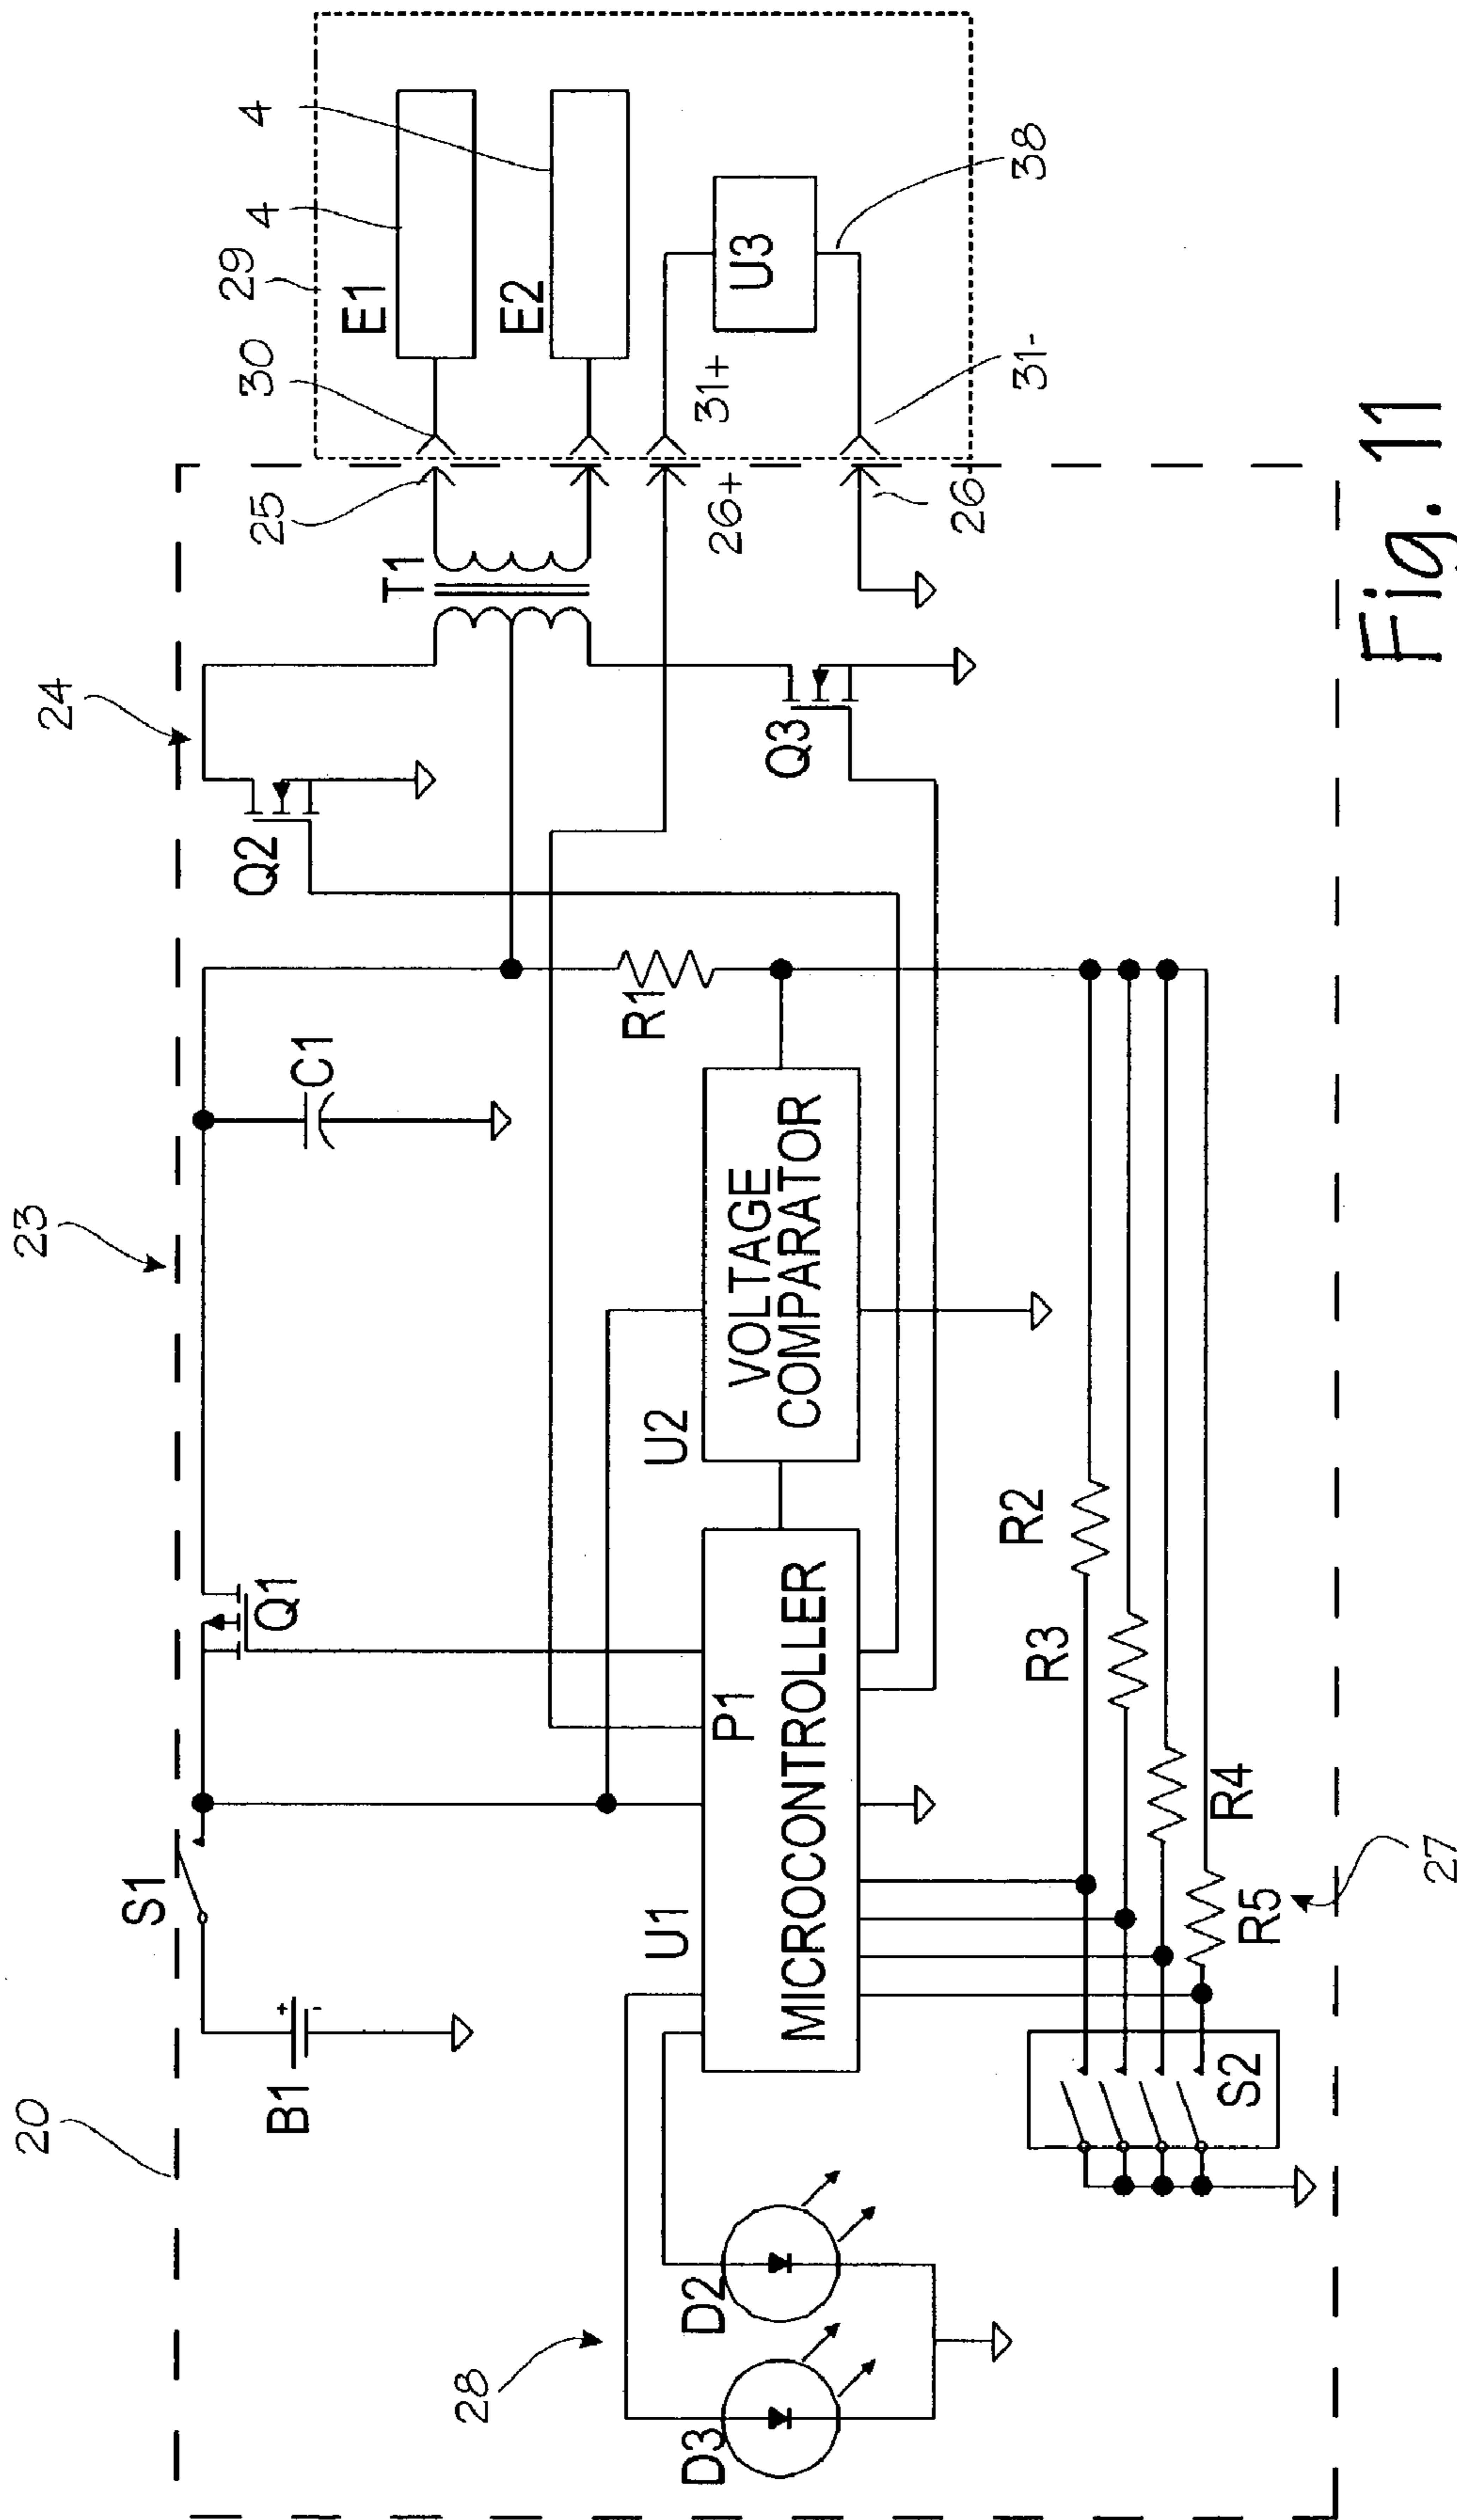 23
24
20
S1
B1
+
-
Q1
C1
Q2
T1
25
30
29
4
4
E1
E2
28
D3
D2
U1
P1
MICROCONTROLLER
U2
VOLTAGE
COMPARATOR
R1
Q3
26+
31+
U3
26
31-
38
R2
R3
R4
R5
S2
27
Fig. 11